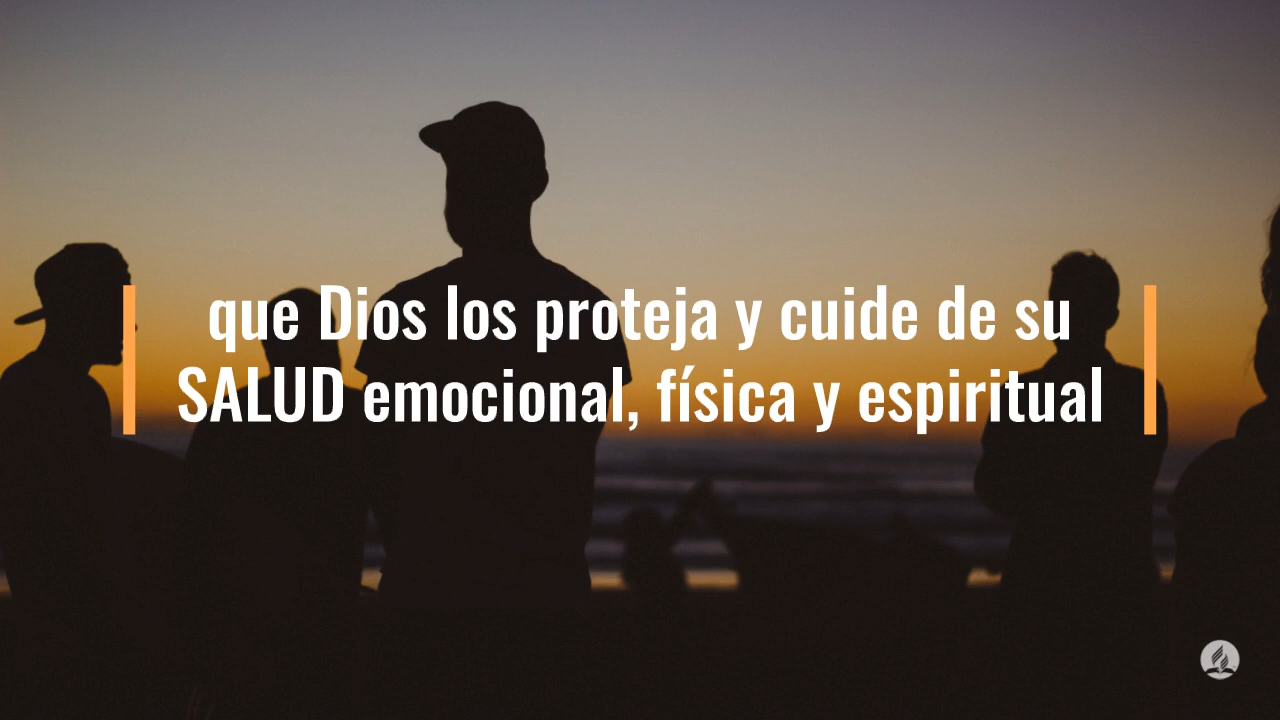 que Dios los proteja y cuide de su
SALUD emocional, física y espiritual